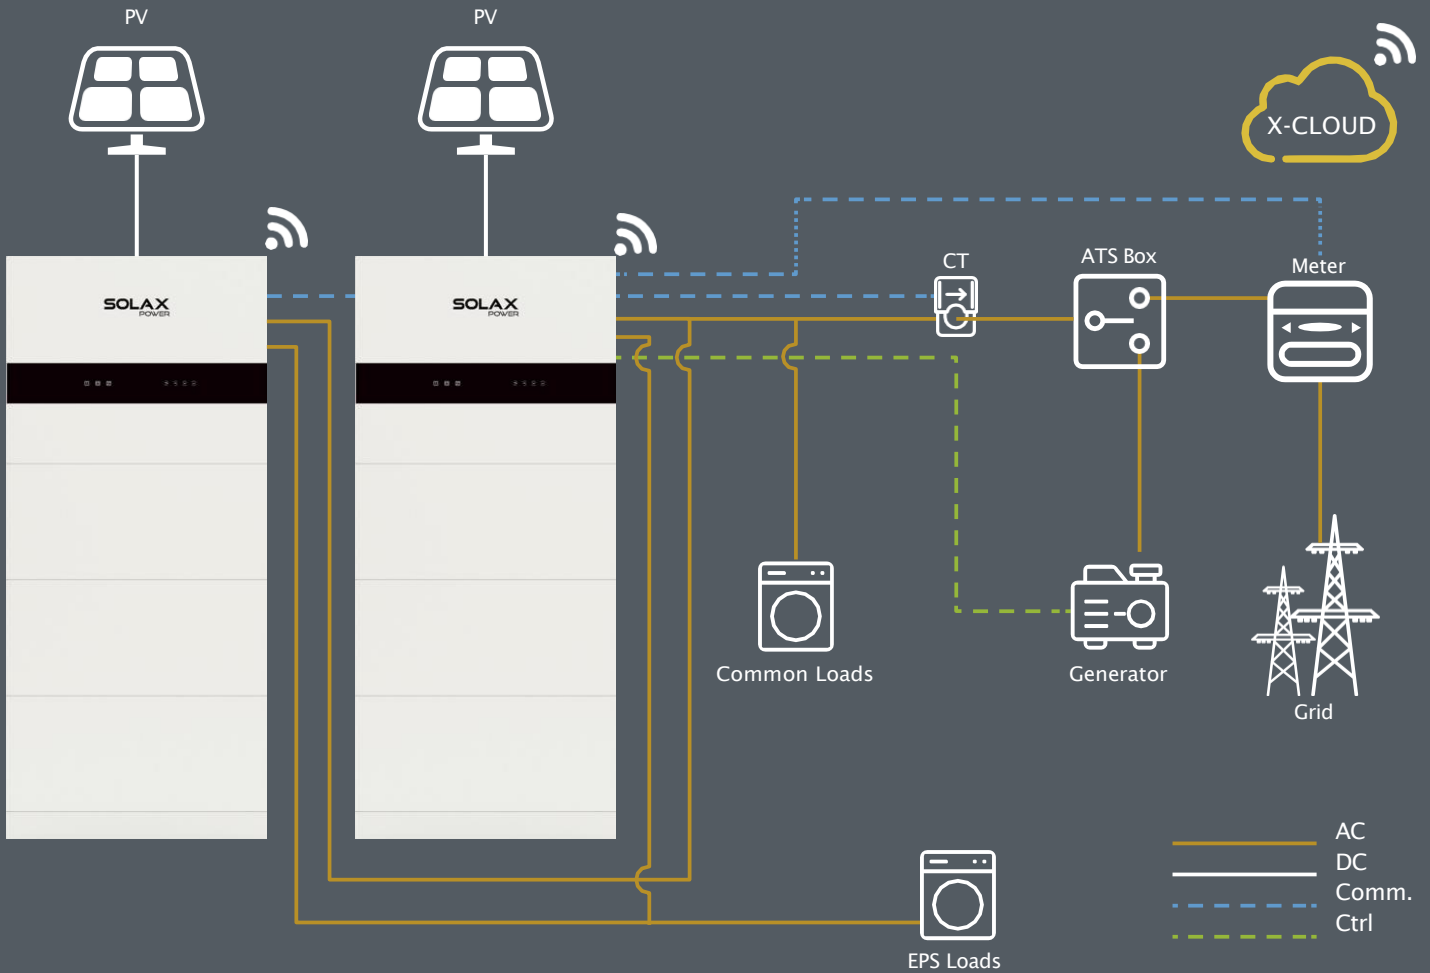 PV
PV
X-CLOUD
SOLAX
POWER
SOLAX
POWER
CT
ATS Box
Meter
Common Loads
Generator
Grid
EPS Loads
AC
DC
Comm.
Ctrl